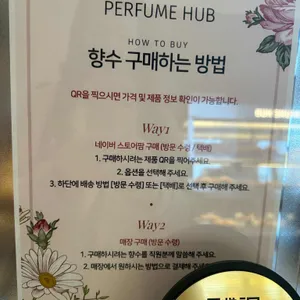 PERFUME HUB
HOW TO BUY
향수 구매하는 방법
QR을 찍으시면 가격 및 제품 정보 확인이 가능합니다.
Way1
네이버 스토어팜 구매 (방문 수령 / 택배)
1. 구매하시려는 제품 QR을 찍어주세요.
2. 옵션을 선택해 주세요.
3. 하단에 배송 방법 [방문 수령] 또는 [택배]로 선택 후 구매해 주세요.
Way2
매장 구매 (방문 수령)
1. 구매하시려는 향수를 직원분께 말씀해 주세요.
2. 매장에서 원하시는 방법으로 결제해 주세요.